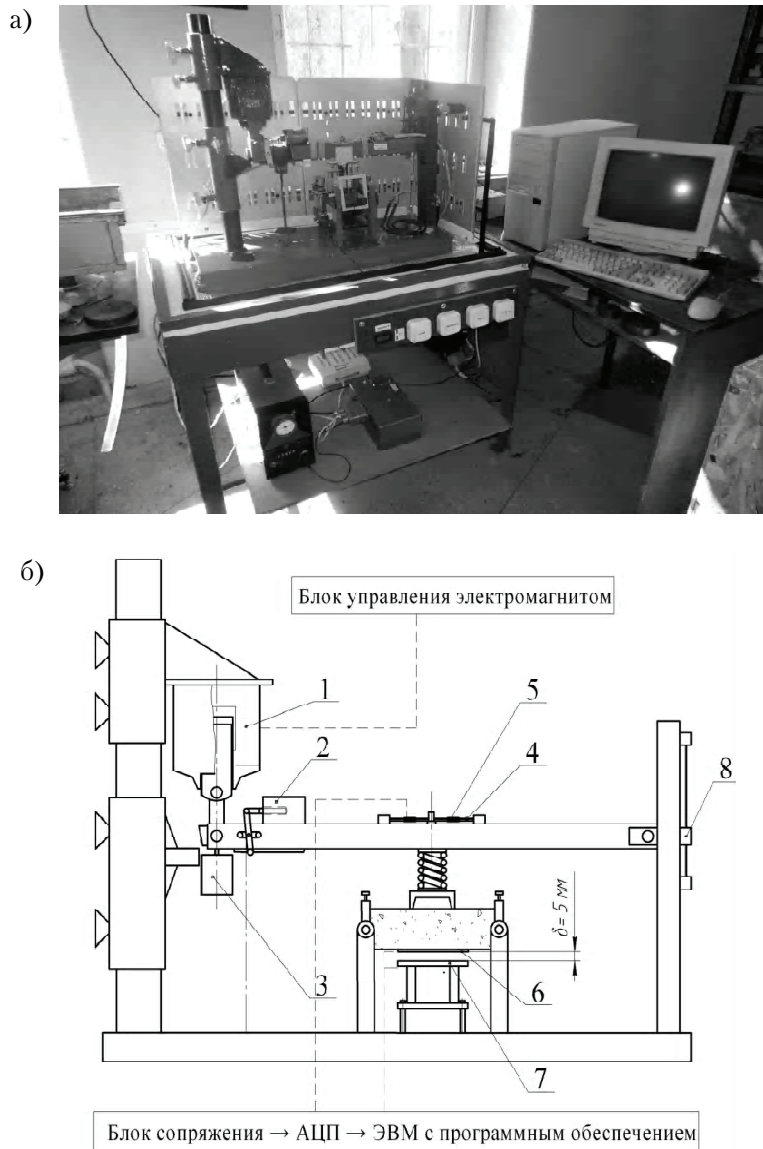 а)
б)
Блок управления электромагнитом
1
2
5
4
8
δ= 5 мм
3
6
7
Блок сопряжения → АЦП → ЭВМ с программным обеспечением